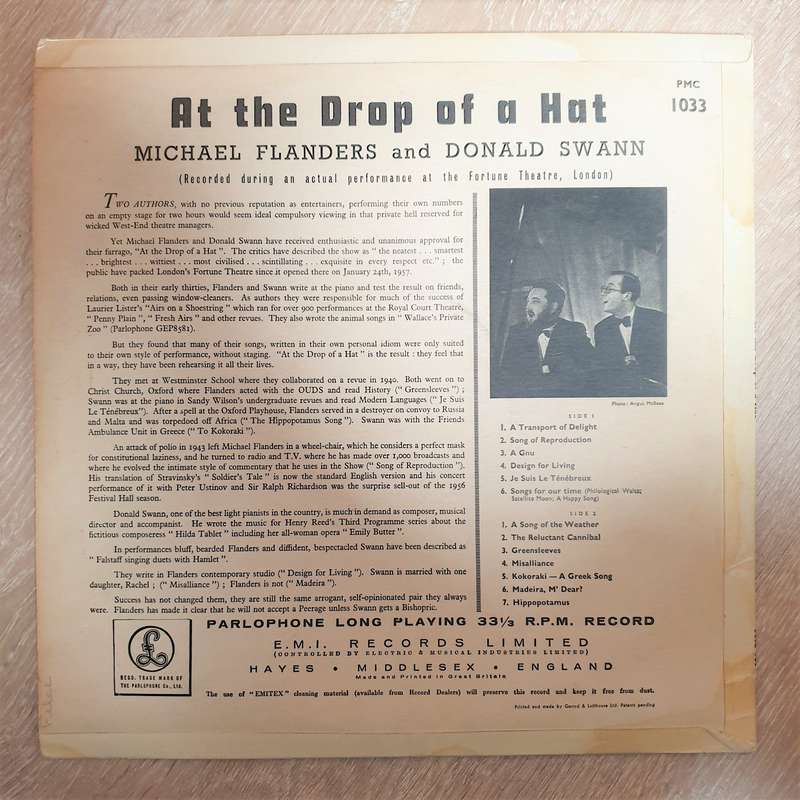 PMC
1033
At the Drop of a Hat
MICHAEL FLANDERS and DONALD SWANN
(Recorded during an actual performance at the Fortune Theatre, London)
TWO AUTHORS, with no previous reputation as entertainers, performing their own numbers
on an empty stage for two hours would seem ideal compulsory viewing in that private hell reserved for
wicked West-End theatre managers.
Yet Michael Flanders and Donald Swann have received enthusiastic and unanimous approval for
their farrago, "At the Drop of a Hat". The critics have described the show as " the neatest . . . smartest
. . . brightest . . . wittiest . . . most civilised . . . scintillating . . . exquisite in every respect etc." ; the
public have packed London's Fortune Theatre since it opened there on January 24th, 1957.
Both in their early thirties, Flanders and Swann write at the piano and test the result on friends,
relations, even passing window-cleaners. As authors they were responsible for much of the success of
Laurier Lister's "Airs on a Shoestring" which ran for over 900 performances at the Royal Court Theatre,
" Penny Plain ", " Fresh Airs " and other revues. They also wrote the animal songs in " Wallace's Private
Zoo " (Parlophone GEP8581).
But they found that many of their songs, written in their own personal idiom were only suited
to their own style of performance, without staging. "At the Drop of a Hat" is the result : they feel that
in a way, they have been rehearsing it all their lives.
They met at Westminster School where they collaborated on a revue in 1940. Both went on to
Christ Church, Oxford where Flanders acted with the OUDS and read History (" Greensleeves ") ;
Swann was at the piano in Sandy Wilson's undergraduate revues and read Modern Languages (" Je Suis
Le Ténébreux"). After a spell at the Oxford Playhouse, Flanders served in a destroyer on convoy to Russia
and Malta and was torpedoed off Africa (" The Hippopotamus Song "). Swann was with the Friends
Ambulance Unit in Greece (" To Kokoraki ").
An attack of polio in 1943 left Michael Flanders in a wheel-chair, which he considers a perfect mask
for constitutional laziness, and he turned to radio and T.V. where he has made over 1,000 broadcasts and
where he evolved the intimate style of commentary that he uses in the Show (" Song of Reproduction ").
His translation of Stravinsky's " Soldier's Tale " is now the standard English version and his concert
performance of it with Peter Ustinov and Sir Ralph Richardson was the surprise sell-out of the 1956
Festival Hall season.
Donald Swann, one of the best light pianists in the country, is much in demand as composer, musical
director and accompanist. He wrote the music for Henry Reed's Third Programme series about the
fictitious composeress " Hilda Tablet " including her all-woman opera " Emily Butter ".
In performances bluff, bearded Flanders and diffident, bespectacled Swann have been described as
" Falstaff singing duets with Hamlet ".
They write in Flanders contemporary studio (" Design for Living "). Swann is married with one
daughter, Rachel ; (" Misalliance ") ; Flanders is not (" Madeira ").
Success has not changed them, they are still the same arrogant, self-opinionated pair they always
were. Flanders has made it clear that he will not accept a Peerage unless Swann gets a Bishopric.
Photo: Angus McBean
SIDE 1
1. A Transport of Delight
2. Song of Reproduction
3. A Gnu
4. Design for Living
5. Je Suis Le Ténébreux
6. Songs for our time (Philological Waltz;
Satellite Moon; A Happy Song)
SIDE 2
1. A Song of the Weather
2. The Reluctant Cannibal
3. Greensleeves
4. Misalliance
5. Kokoraki — A Greek Song
6. Madeira, M' Dear?
7. Hippopotamus
£
REGD. TRADE MARK OF
THE PARLOPHONE Co., LTD.
PARLOPHONE LONG PLAYING 33⅓ R.P.M. RECORD
E.M.I. RECORDS LIMITED
(CONTROLLED BY ELECTRIC & MUSICAL INDUSTRIES LIMITED)
HAYES • MIDDLESEX • ENGLAND
Made and Printed in Great Britain
The use of "EMITEX" cleaning material (available from Record Dealers) will preserve this record and keep it free from dust.
Printed and made by Garrod & Lofthouse Ltd. Patents pending